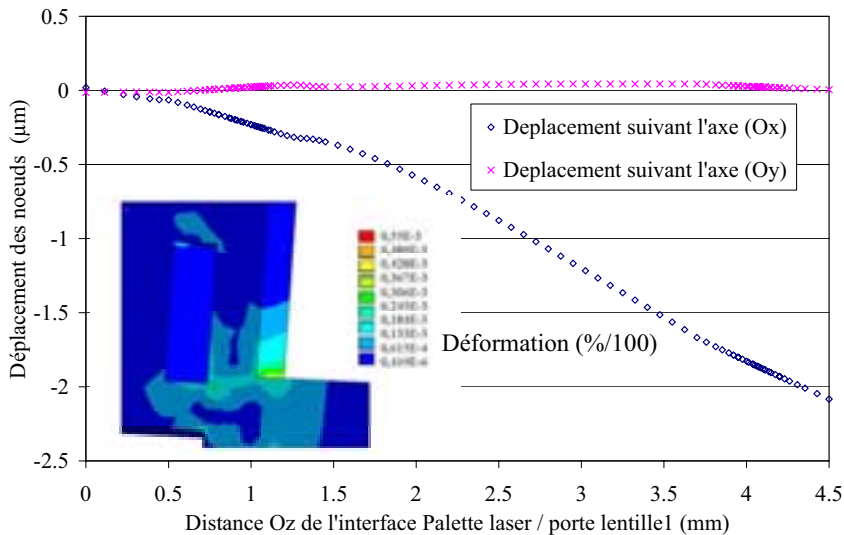 0.5
0
-0.5
-1
-1.5
-2
-2.5
Déplacement des noeuds (µm)
Deplacement suivant l'axe (Ox)
Deplacement suivant l'axe (Oy)
Déformation (%/100)
0 0.5 1 1.5 2 2.5 3 3.5 4 4.5
Distance Oz de l'interface Palette laser / porte lentille1 (mm)